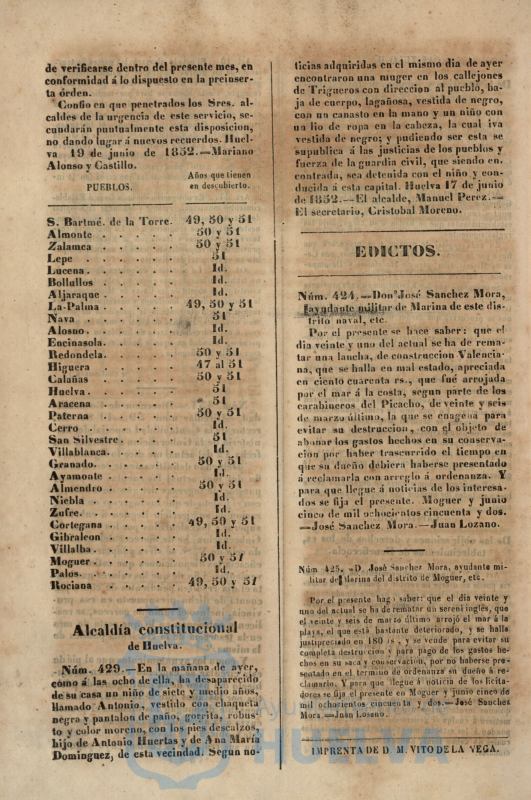 de verificarse dentro del presente mes, en
conformidad á lo dispuesto en la preinser-
ta órden.
Confio en que penetrados los Sres. al-
caldes de la urgencia de este servicio, se-
cundarán puntualmente esta disposicion,
no dando lugar á nuevos recuerdos. Huel-
va 19 de junio de 1852.—Mariano
Alonso y Castillo.
PUEBLOS.
Años que tienen
en descubierto.
S. Bartmé. de la Torre. 49, 50 y 51
Almonte . . . . . 50 y 51
Zalamea . . . . . 50 y 51
Lepe . . . . . 51
Lucena . . . . . Id.
Bollullos . . . . . Id.
Aljaraque . . . . . Id.
La-Palma . . . . . 49, 50 y 51
Nava . . . . . 51
Alosno . . . . . Id.
Encinasola . . . . . Id.
Redondela . . . . . 50 y 51
Higuera . . . . . 47 al 51
Calañas . . . . . 50 y 51
Huelva . . . . . 51
Aracena . . . . . 51
Paterna . . . . . 50 y 51
Cerro . . . . . Id.
San Silvestre . . . . . 51
Villablanca . . . . . Id.
Granado . . . . . 50 y 51
Ayamonte . . . . . Id.
Almendro . . . . . 50 y 51
Niebla . . . . . Id.
Zufre . . . . . Id.
Cortegana . . . . . 49, 50 y 51
Gibraleon . . . . . Id.
Villalba . . . . . Id.
Moguer . . . . . 50 y 51
Palos . . . . . Id.
Rociana . . . . . 49, 50 y 51
Alcaldía constitucional
de Huelva.
Núm. 429.—En la mañana de ayer,
cómo á las ocho de ella, ha desaparecido
de su casa un niño de siete y medio años,
llamado Antonio, vestido con chaqueta
negra y pantalon de paño, gorrita, robus-
to y color moreno, con los pies descalzos,
hijo de Antonio Huertas y de Ana María
Dominguez, de esta vecindad. Segun no-
ticias adquiridas en el mismo dia de ayer
encontraron una muger en los callejones
de Trigueros con direccion al pueblo, ba-
ja de cuerpo, lagañosa, vestida de negro,
con un canasto en la mano y un niño con
un lio de ropa en la cabeza, la cual iva
vestida de negro; y pudiendo ser esta se
supablica á las justicias de los pueblos y
fuerza de la guardia civil, que siendo en-
contrada, sea detenida con el niño y con-
ducida á esta capital. Huelva 17 de junio
de 1852.—El alcalde, Manuel Perez.—
El secretario, Cristobal Moreno.
EDICTOS.
Núm. 424.—Donº José Sanchez Mora,
ayudante militar de Marina de este dis-
trito naval, etc.
Por el presente se hace saber: que el
dia veinte y uno del actual se ha de rema-
tar una lancha, de construccion Valencia-
na, que se halla en mal estado, apreciada
en ciento cuarenta rs., que fué arrojada
por el mar á la costa, segun parte de los
carabineros del Picacho, de veinte y seis
de marzo último, la que se enagena para
evitar su destruccion, con el objeto de
abonar los gastos hechos en su conserva-
cion por haber trascurrido el tiempo en
que su dueño debiera haberse presentado
á reclamarla con arreglo á ordenanza. Y
para que llegue á noticias de los interesa-
dos se fija el presente. Moguer y junio
cinco de mil ochocientos cincuenta y dos.
—José Sanchez Mora.—Juan Lozano.
Núm 425. =D. José Sanchez Mora, ayudante mi-
litar de Marina del distrito de Moguer, etc.
Por el presente hago saber: que el dia veinte y
uno del actual se ha de rematar un sereni inglés, que
el veinte y seis de marzo último arrojó el mar á la
playa, el que está bastante deteriorado, y se halla
justipreciado en 180 rs, y se vende para evitar su
completa destruccion y para pago de los gastos he-
chos en su saca y conservacion, por no haberse pre-
sentado en el termino de ordenanza su dueño á re-
clamarlo. Y para que llegue á noticia de los licita-
dores se fija el presente en Moguer y junio cinco de
mil ochocientos cincuenta y dos.—José Sanchez
Mora.—Juan Losano.
IMPRENTA DE D. M. VITO DE LA VEGA.
HUELVA